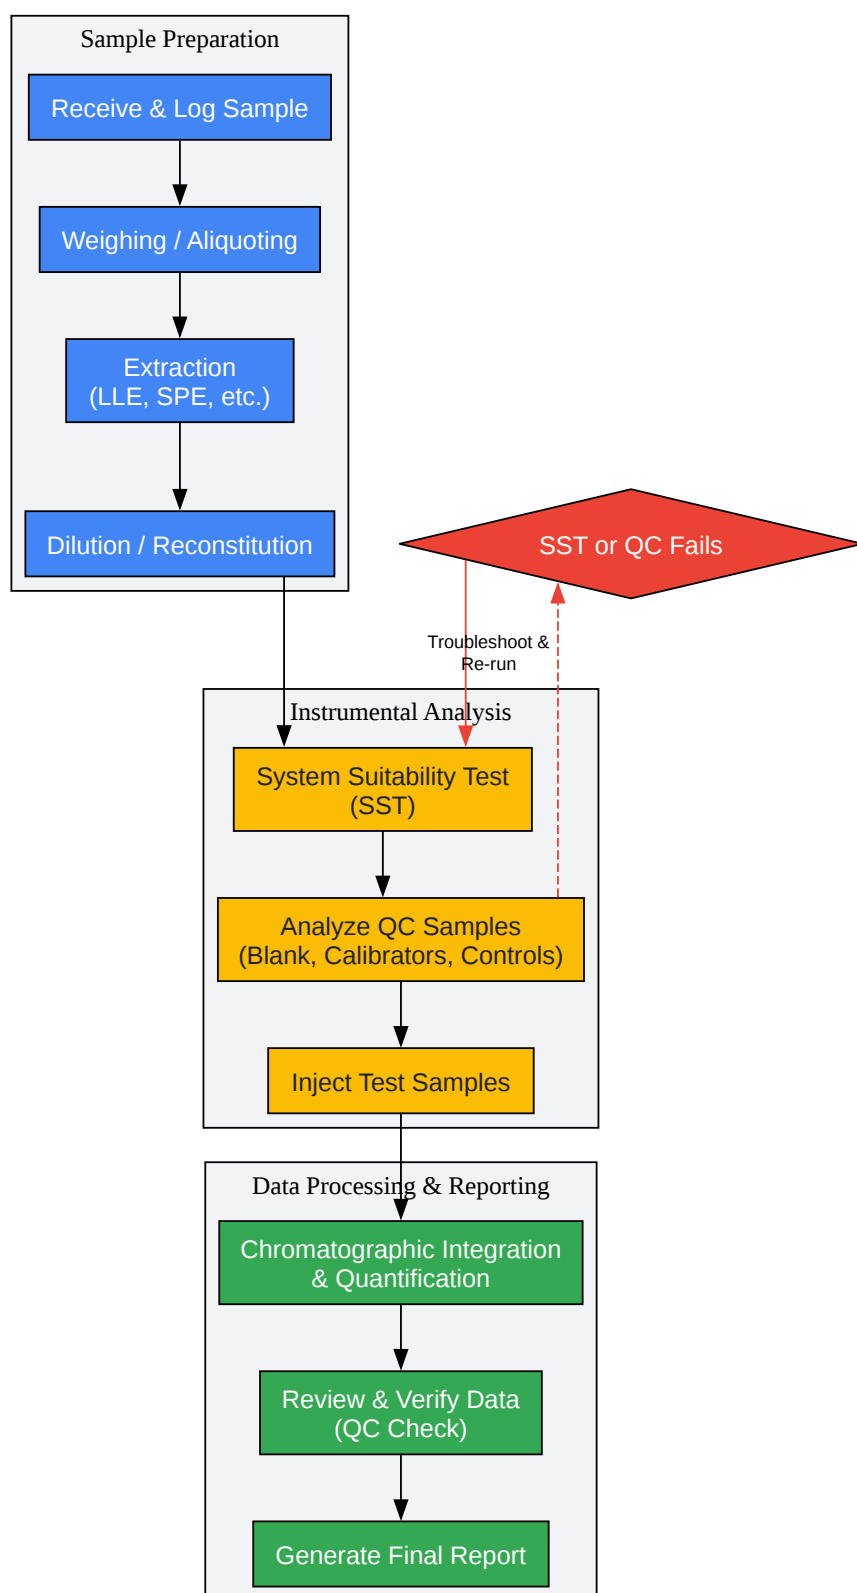 Sample Preparation
Receive & Log Sample
Weighing / Aliquoting
Extraction
(LLE, SPE, etc.)
Dilution / Reconstitution
SST or QC Fails
Troubleshoot &
Re-run
Instrumental Analysis
System Suitability Test
(SST)
Analyze QC Samples
(Blank, Calibrators, Controls)
Inject Test Samples
Data Processing & Reporting
Chromatographic Integration
& Quantification
Review & Verify Data
(QC Check)
Generate Final Report